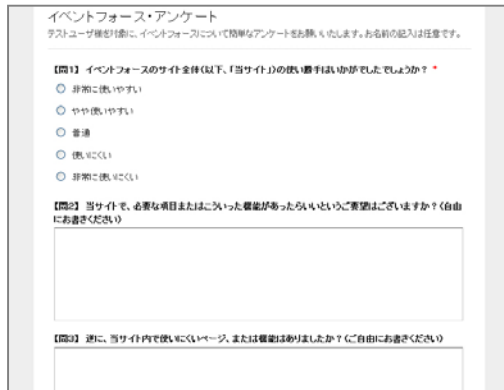 イベントフォース・アンケート
テストユーザ様を対象に、イベントフォースについて簡単なアンケートをお願いいたします。お名前の記入は任意です。
【問1】 イベントフォースのサイト全体(以下、「当サイト」)の使い勝手はいかがでしたでしょうか? *
非常に使いやすい
やや使いやすい
普通
使いにくい
非常に使いにくい
【問2】 当サイトで、必要な項目またはこういった機能があったらいいというご要望はございますか?(自由
にお書きください)
【問3】 逆に、当サイト内で使いにくいページ、または機能はありましたか?(ご自由にお書きください)